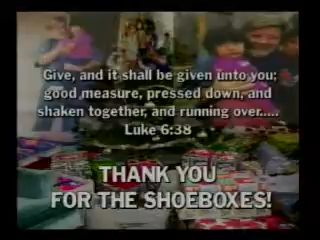 Give, and it shall be given unto you;
good measure, pressed down, and
shaken together, and running over.....
Luke 6:38
THANK YOU
FOR THE SHOEBOXES!